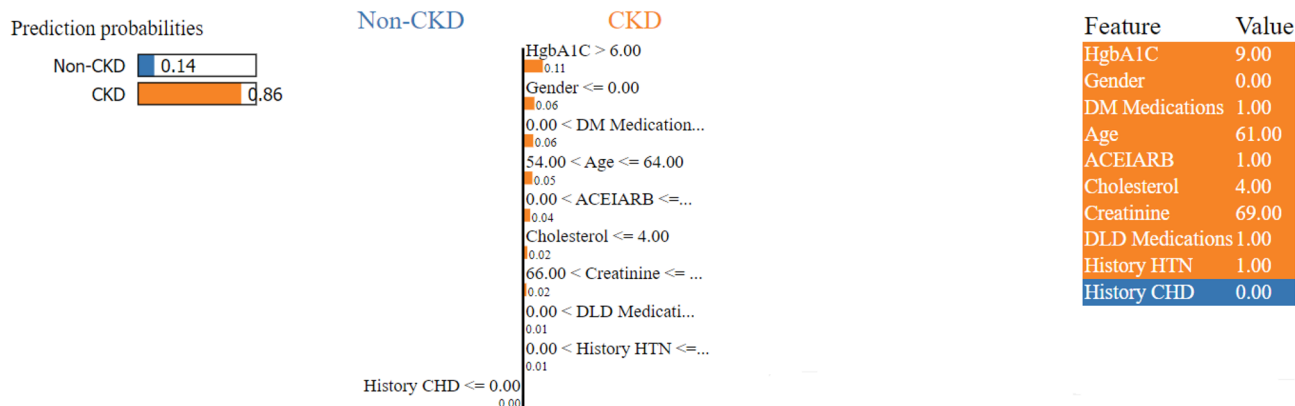 Prediction probabilities
Non-CKD 0.14
CKD 0.86
Non-CKD CKD
HgbA1C > 6.00
0.11
Gender <= 0.00
0.06
0.00 < DM Medication...
0.06
54.00 < Age <= 64.00
0.05
0.00 < ACEIARB <=...
0.04
Cholesterol <= 4.00
0.02
66.00 < Creatinine <= ...
0.02
0.00 < DLD Medicati...
0.01
0.00 < History HTN <=...
0.01
History CHD <= 0.00
0.00
Feature Value
HgbA1C 9.00
Gender 0.00
DM Medications 1.00
Age 61.00
ACEIARB 1.00
Cholesterol 4.00
Creatinine 69.00
DLD Medications 1.00
History HTN 1.00
History CHD 0.00